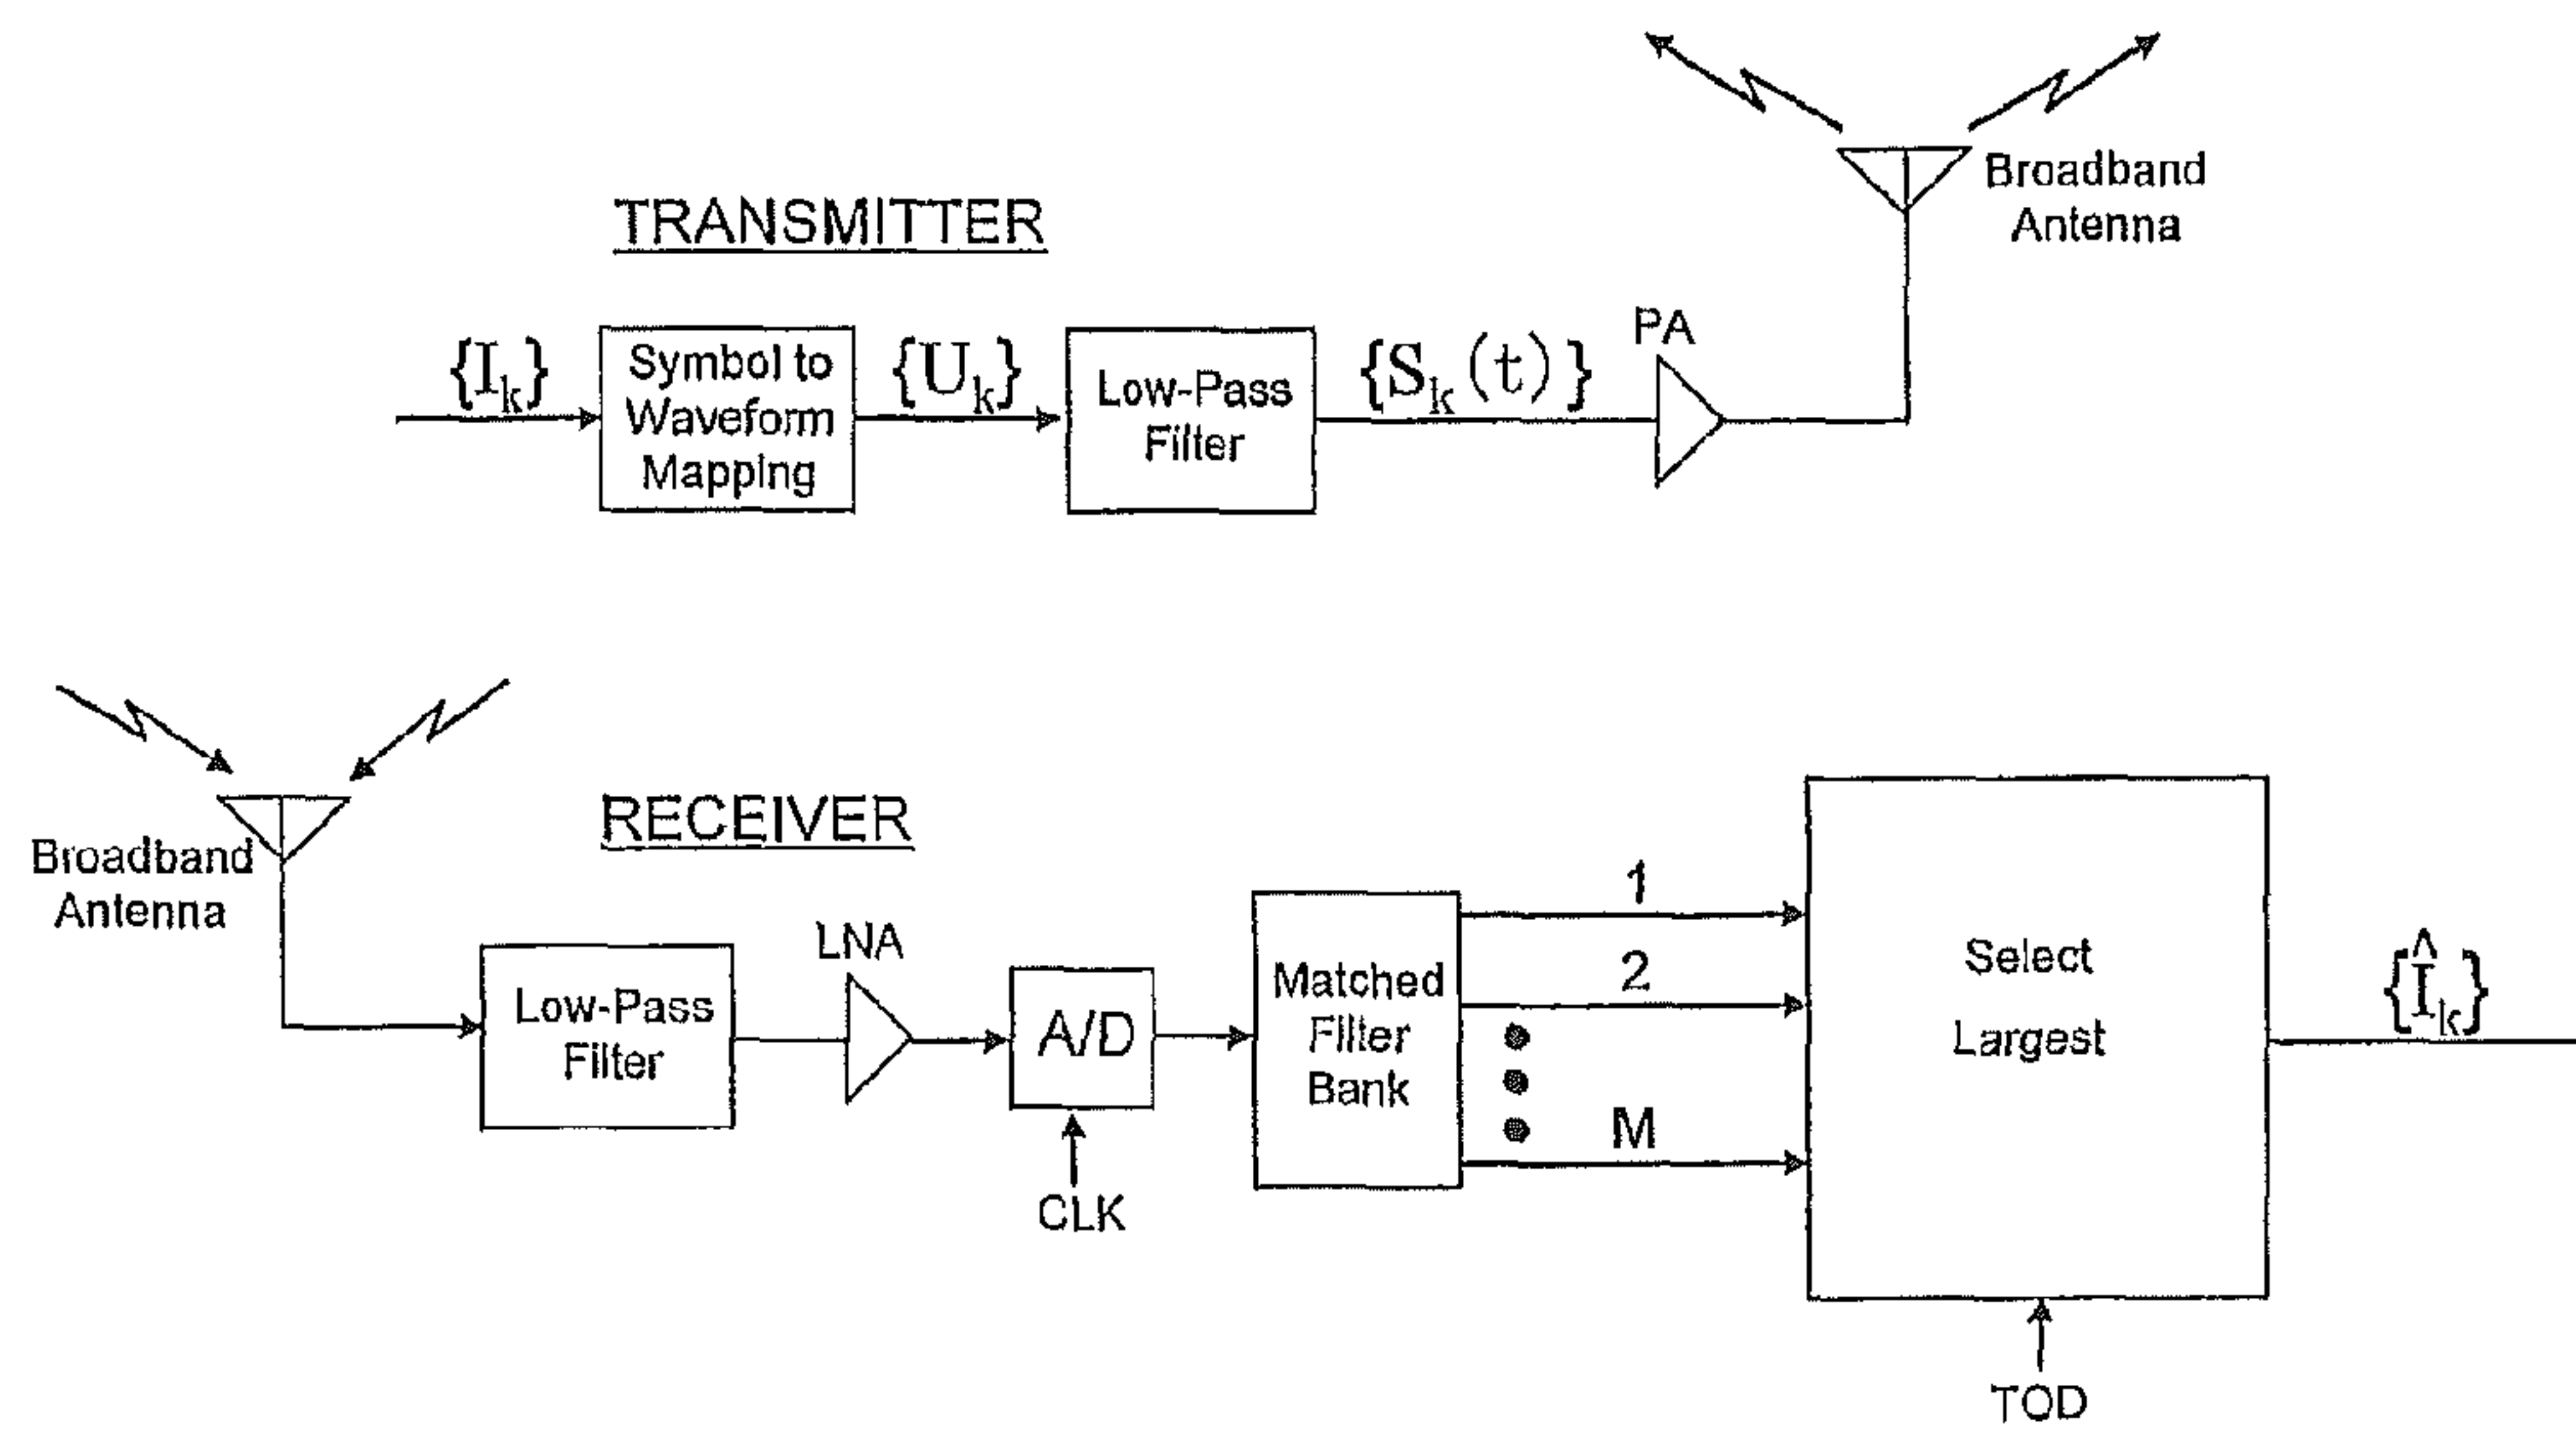 TRANSMITTER
Broadband
Antenna
{I_k}
Symbol to
Waveform
Mapping
{U_k}
Low-Pass
Filter
{S_k(t)}
PA
RECEIVER
Broadband
Antenna
Low-Pass
Filter
LNA
A/D
CLK
Matched
Filter
Bank
1
2
M
Select
Largest
TOD
{Î_k}